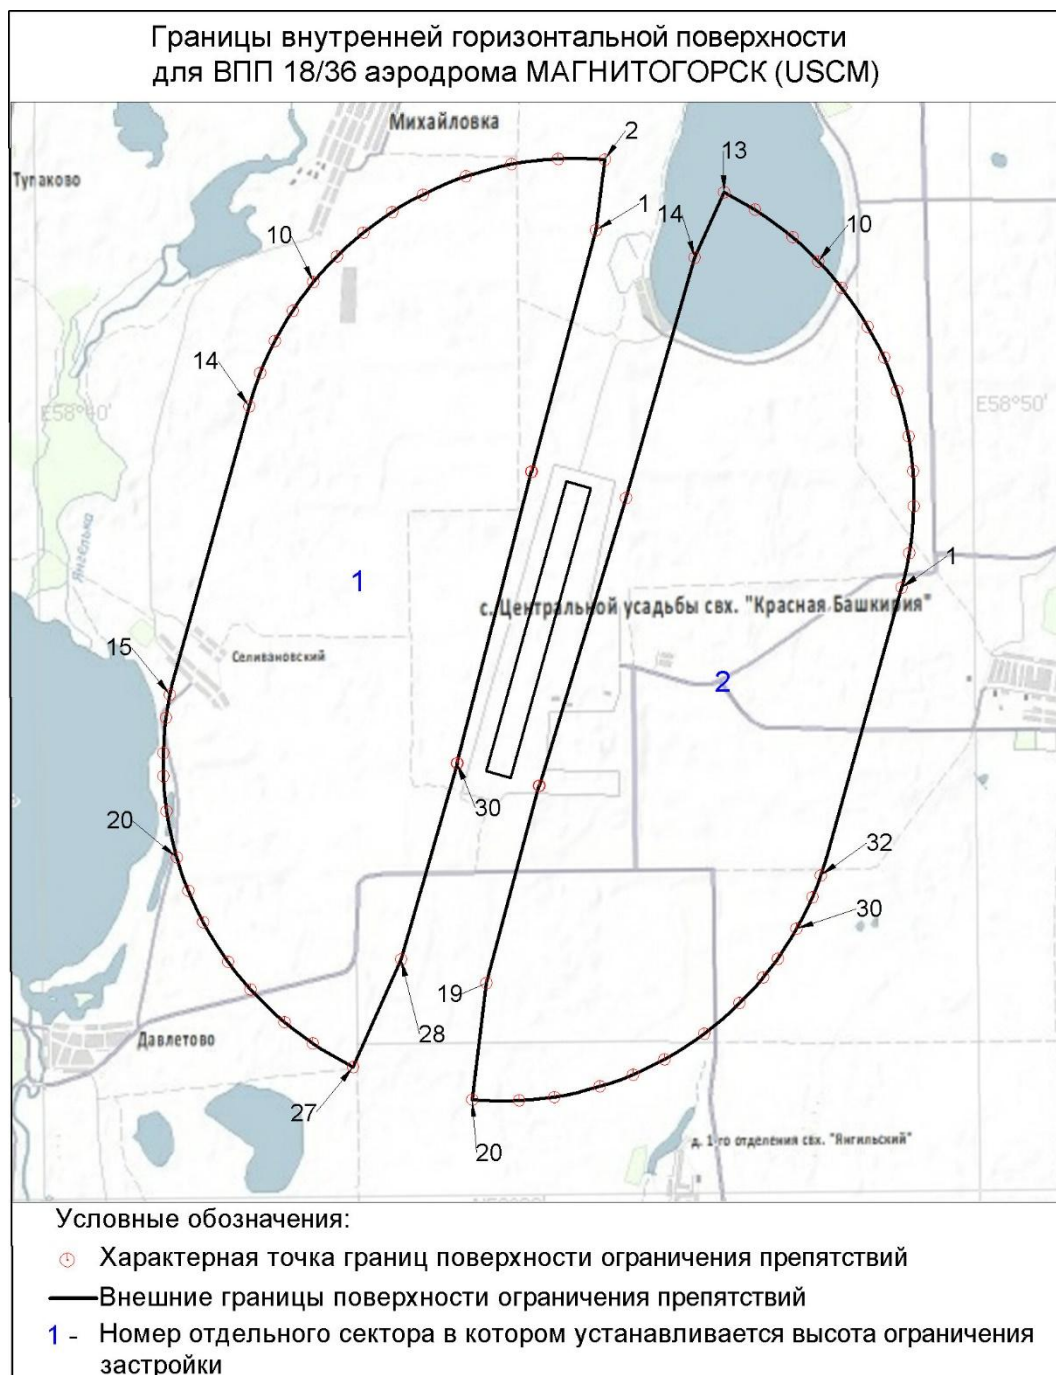 Границы внутренней горизонтальной поверхности
для ВПП 18/36 аэродрома МАГНИТОГОРСК (USCM)
Михайловка
2
13
Тупаково
1
14
10
10
14
E58°40'
E58°50'
Янгелька
1
1
с. Центральной усадьбы свх. "Красная Башкирия"
15
Селивановский
2
30
20
32
30
19
28
Давлетово
27
20
д. 1-го отделения свх. "Янгильский"
Условные обозначения:
Характерная точка границ поверхности ограничения препятствий
Внешние границы поверхности ограничения препятствий
1 - Номер отдельного сектора в котором устанавливается высота ограничения
застройки